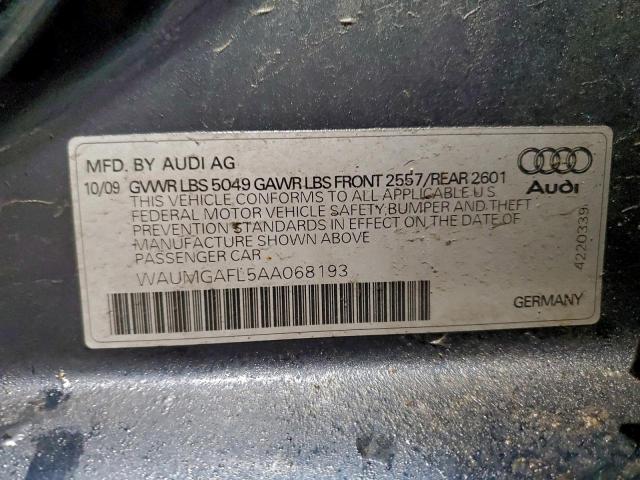 MFD. BY AUDI AG
10/09 GVWR LBS 5049 GAWR LBS FRONT 2557/REAR 2601
THIS VEHICLE CONFORMS TO ALL APPLICABLE U S
FEDERAL MOTOR VEHICLE SAFETY, BUMPER AND THEFT
PREVENTION STANDARDS IN EFFECT ON THE DATE OF
MANUFACTURE SHOWN ABOVE
PASSENGER CAR
WAUMGAFL5AA068193
Audi
4220339
GERMANY